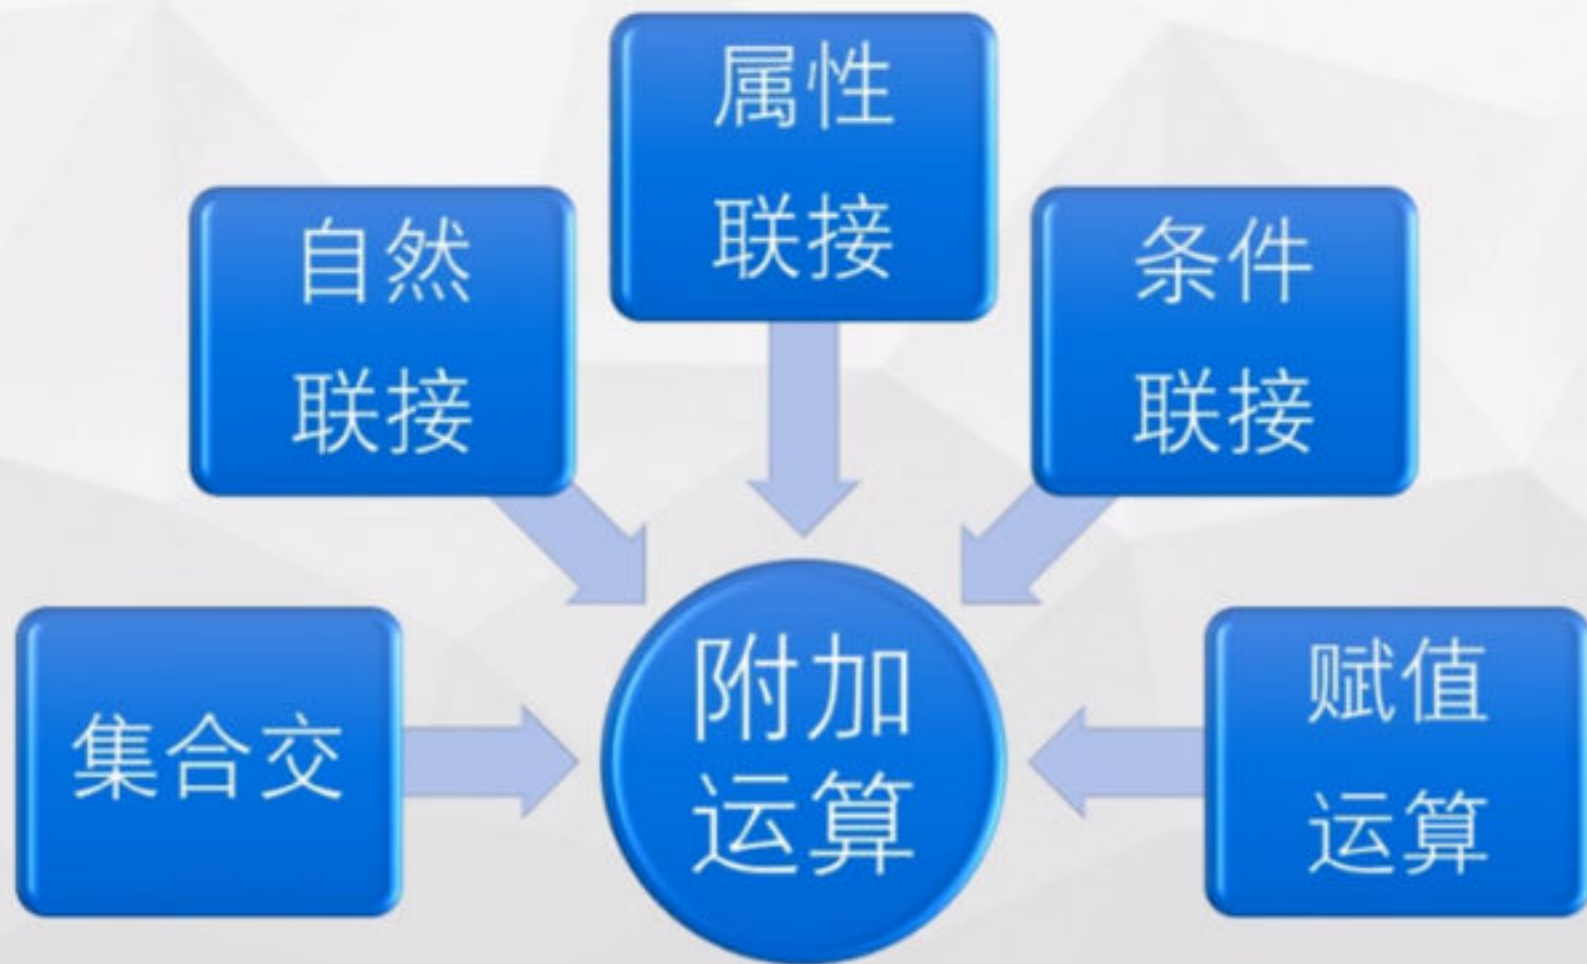 属性
联接
自然
联接
条件
联接
集合交
附加
运算
赋值
运算